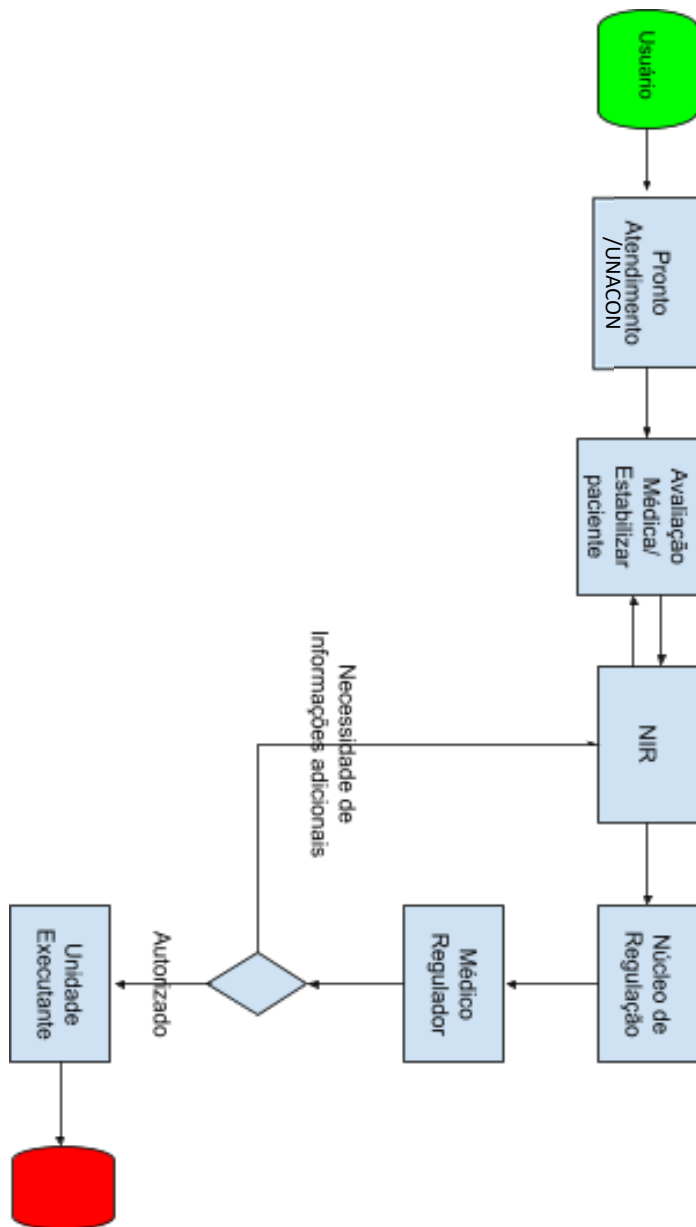 Usuário
Pronto
Atendimento
/UNACON
Avaliação
Médica/
Estabilizar
paciente
NIR
Núcleo de
Regulação
Médico
Regulador
Necessidade de
Informações adicionais
Autorizado
Unidade
Executante